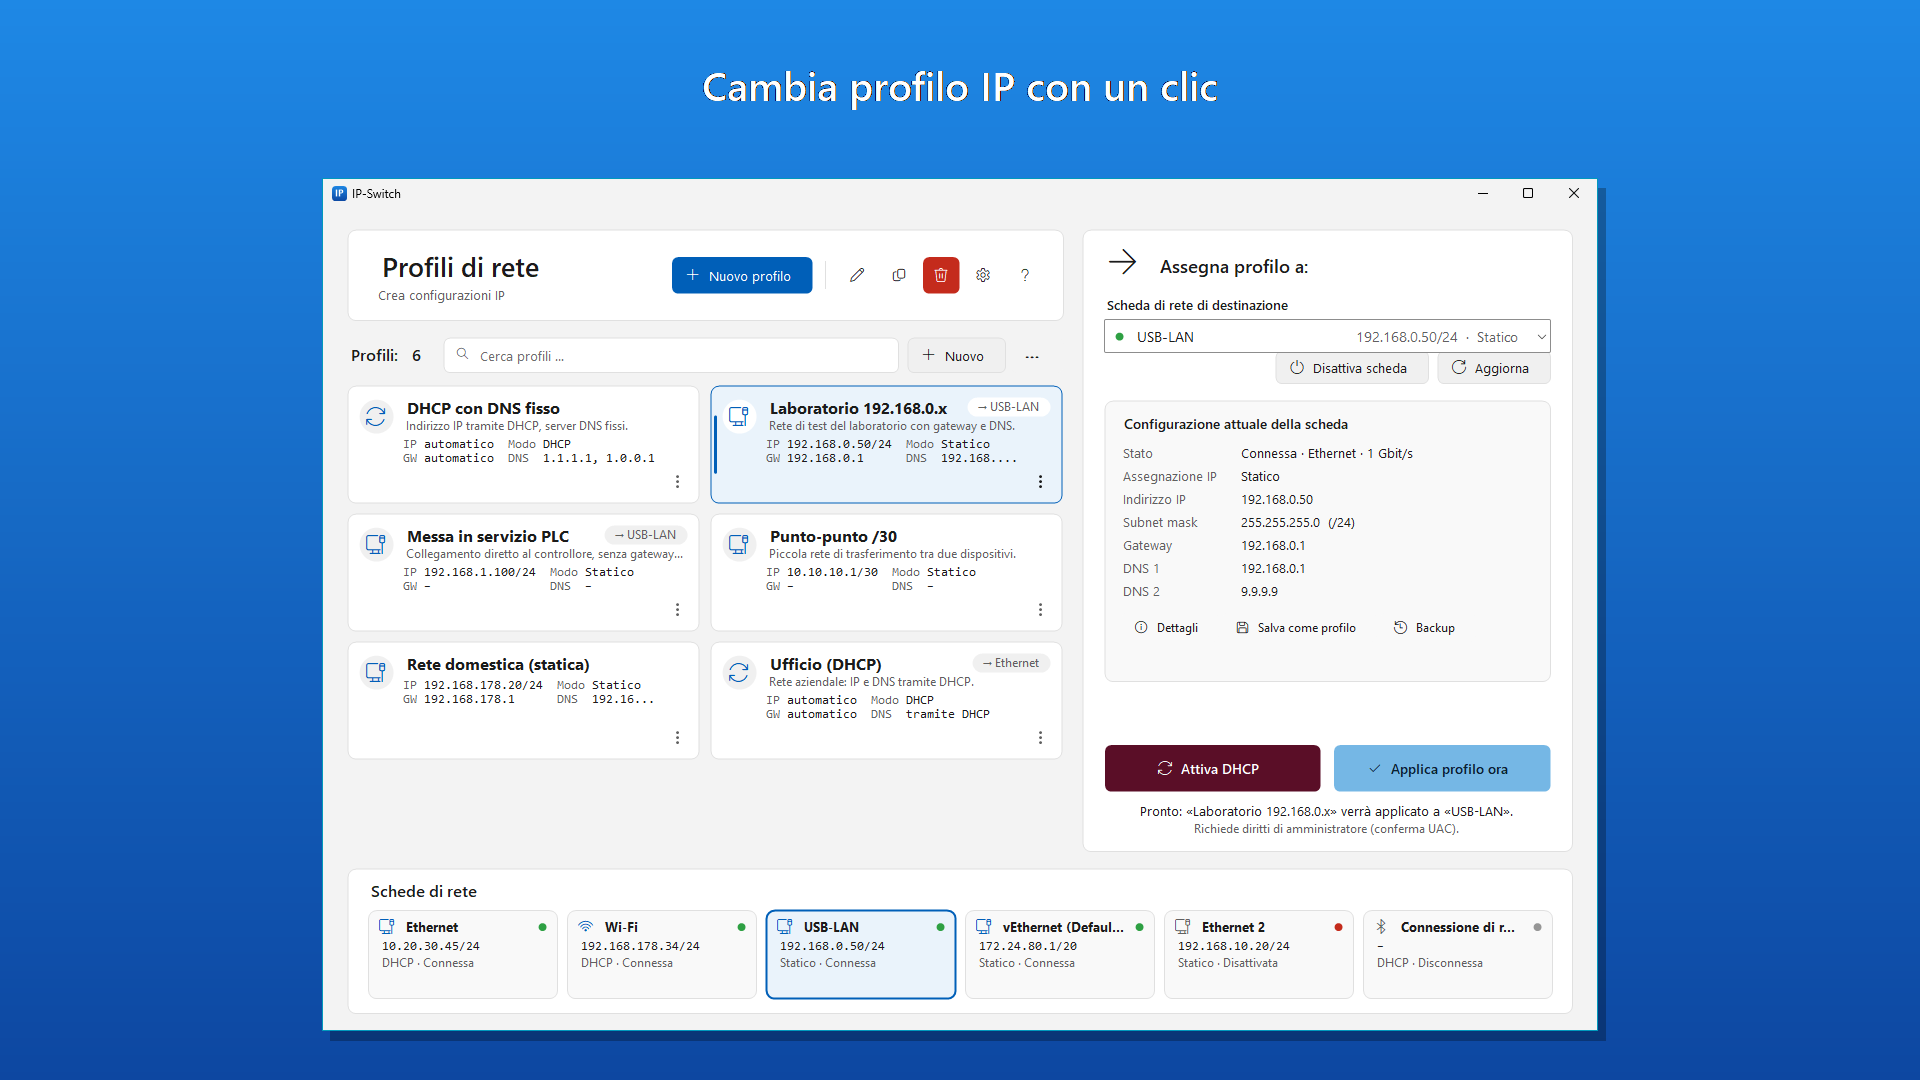 Cambia profilo IP con un clic
IP IP-Switch
Profili di rete
Crea configurazioni IP
Nuovo profilo
?
Profili: 6
Cerca profili ...
Nuovo
DHCP con DNS fisso
Indirizzo IP tramite DHCP, server DNS fissi.
IP automatico Modo DHCP
GW automatico DNS 1.1.1.1, 1.0.0.1
Laboratorio 192.168.0.x → USB-LAN
Rete di test del laboratorio con gateway e DNS.
IP 192.168.0.50/24 Modo Statico
GW 192.168.0.1 DNS 192.168....
Messa in servizio PLC → USB-LAN
Collegamento diretto al controllore, senza gateway...
IP 192.168.1.100/24 Modo Statico
GW – DNS –
Punto-punto /30
Piccola rete di trasferimento tra due dispositivi.
IP 10.10.10.1/30 Modo Statico
GW – DNS –
Rete domestica (statica)
IP 192.168.178.20/24 Modo Statico
GW 192.168.178.1 DNS 192.16...
Ufficio (DHCP) → Ethernet
Rete aziendale: IP e DNS tramite DHCP.
IP automatico Modo DHCP
GW automatico DNS tramite DHCP
Assegna profilo a:
Scheda di rete di destinazione
USB-LAN 192.168.0.50/24 · Statico
Disattiva scheda Aggiorna
Configurazione attuale della scheda
Stato Connessa · Ethernet · 1 Gbit/s
Assegnazione IP Statico
Indirizzo IP 192.168.0.50
Subnet mask 255.255.255.0 (/24)
Gateway 192.168.0.1
DNS 1 192.168.0.1
DNS 2 9.9.9.9
Dettagli Salva come profilo Backup
Attiva DHCP Applica profilo ora
Pronto: «Laboratorio 192.168.0.x» verrà applicato a «USB-LAN».
Richiede diritti di amministratore (conferma UAC).
Schede di rete
Ethernet
10.20.30.45/24
DHCP · Connessa
Wi-Fi
192.168.178.34/24
DHCP · Connessa
USB-LAN
192.168.0.50/24
Statico · Connessa
vEthernet (Defaul...
172.24.80.1/20
Statico · Connessa
Ethernet 2
192.168.10.20/24
Statico · Disattivata
Connessione di r...
–
DHCP · Disconnessa